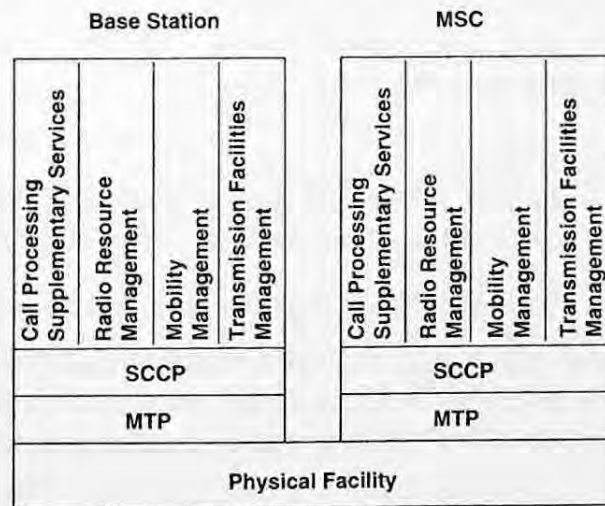 Base Station
MSC
Call Processing
Supplementary Services
Radio Resource
Management
Mobility
Management
Transmission Facilities
Management
Call Processing
Supplementary Services
Radio Resource
Management
Mobility
Management
Transmission Facilities
Management
SCCP
SCCP
MTP
MTP
Physical Facility